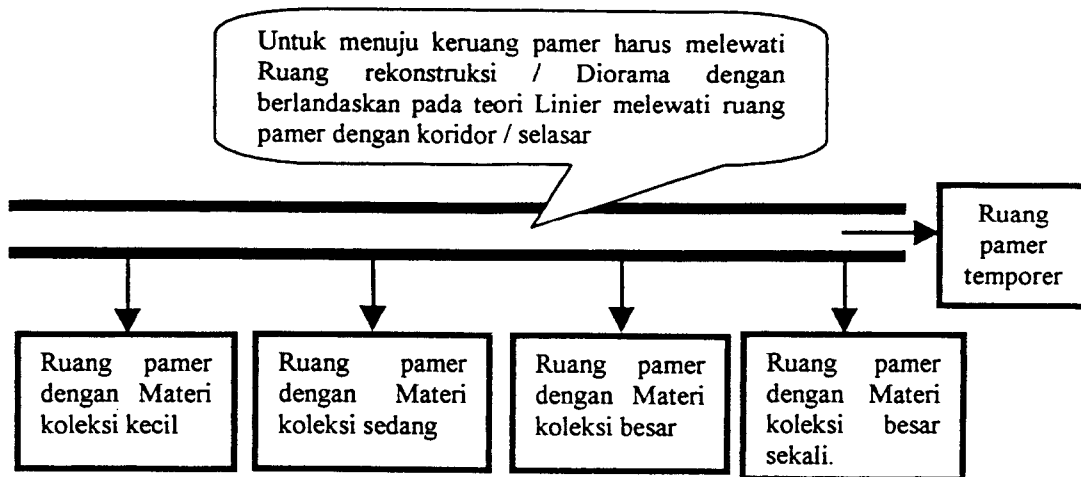 Untuk menuju keruang pamer harus melewati
Ruang rekonstruksi / Diorama dengan
berlandaskan pada teori Linier melewati ruang
pamer dengan koridor / selasar
Ruang
pamer
temporer
Ruang pamer
dengan Materi
koleksi kecil
Ruang pamer
dengan Materi
koleksi sedang
Ruang pamer
dengan Materi
koleksi besar
Ruang pamer
dengan Materi
koleksi besar
sekali.